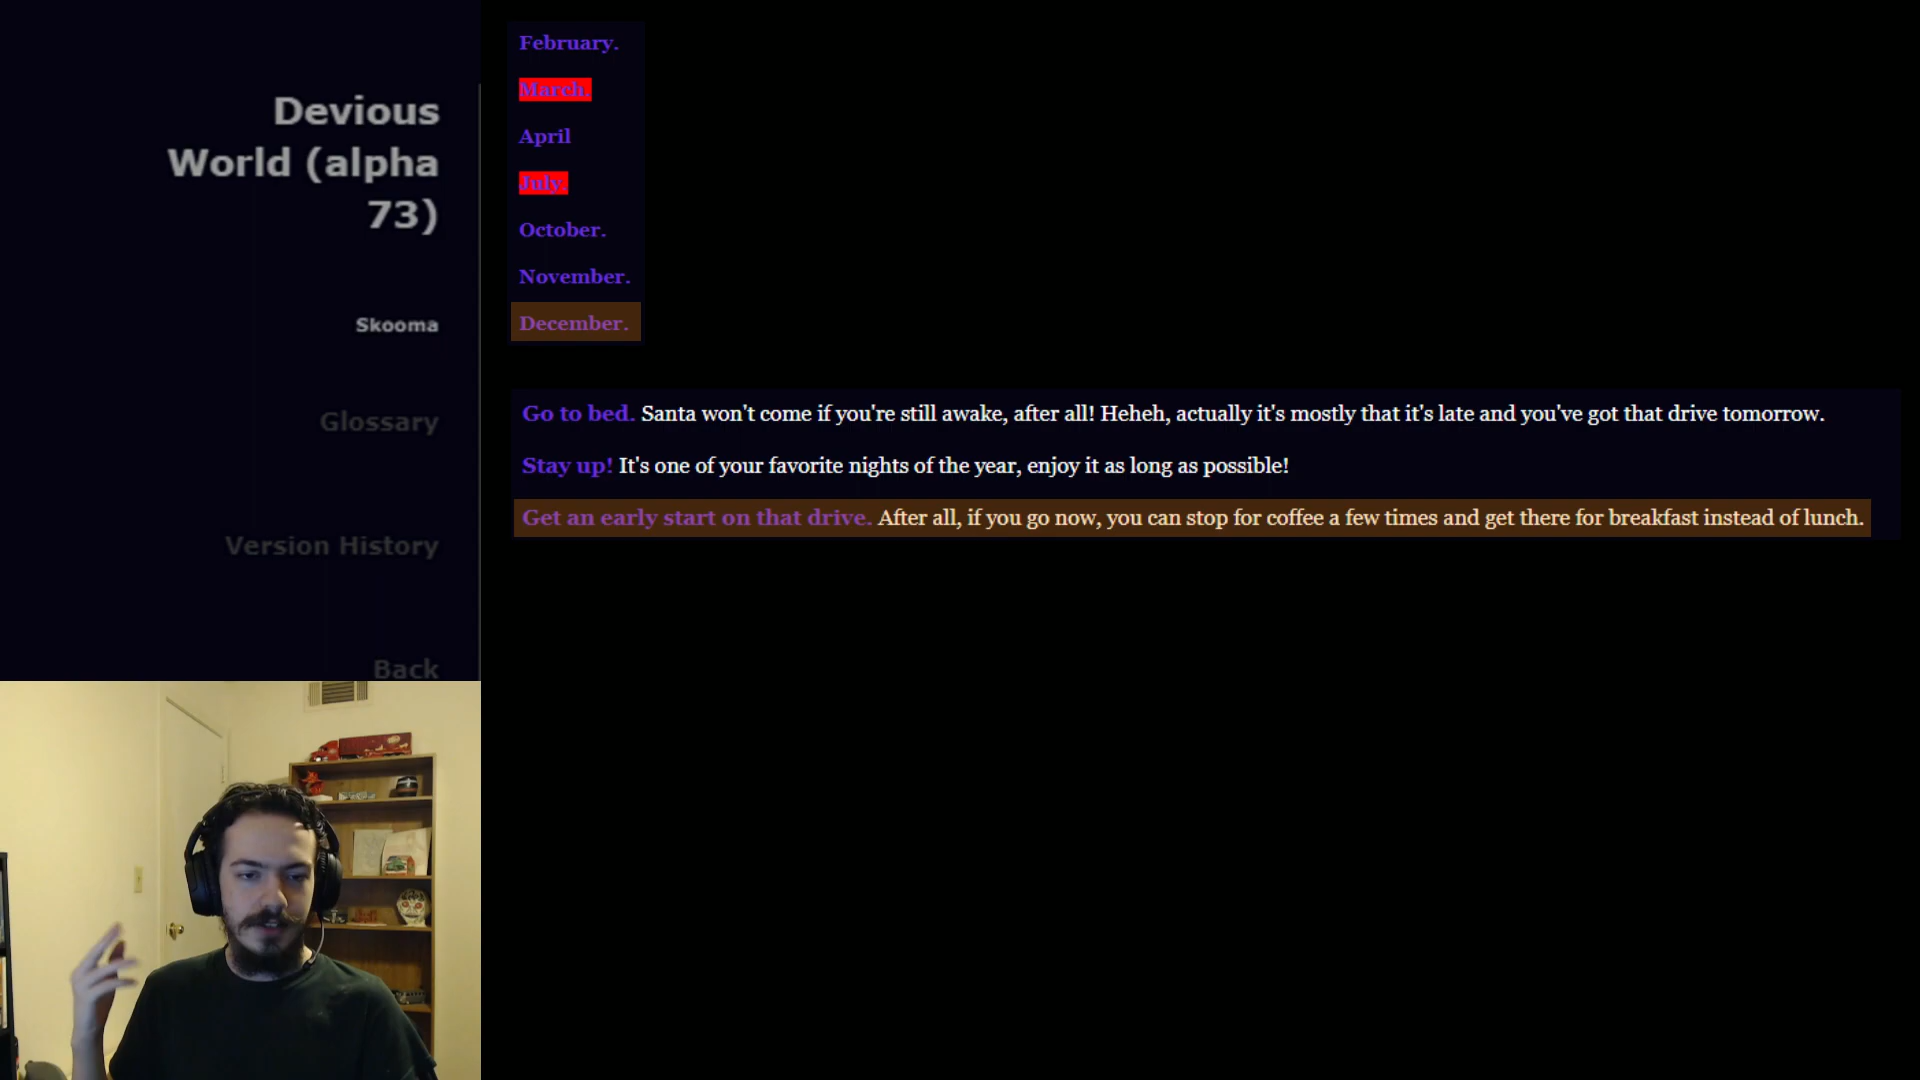 Devious
World (alpha
73)
Skooma
Glossary
Version History
Back
February.
March.
April
July.
October.
November.
December.
Go to bed. Santa won't come if you're still awake, after all! Heheh, actually it's mostly that it's late and you've got that drive tomorrow.
Stay up! It's one of your favorite nights of the year, enjoy it as long as possible!
Get an early start on that drive. After all, if you go now, you can stop for coffee a few times and get there for breakfast instead of lunch.